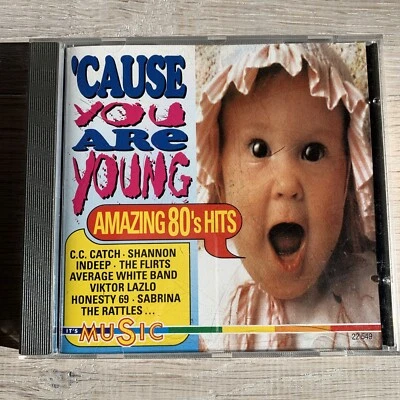 'CAUSE
YOU
ARe
YOUNG
AMAZING 80's HITS
C.C. CATCH · SHANNON
INDEEP · THE FLIRTS
AVERAGE WHITE BAND
VIKTOR LAZLO
HONESTY 69 · SABRINA
THE RATTLES ...
IT'S MUSIC
22 549